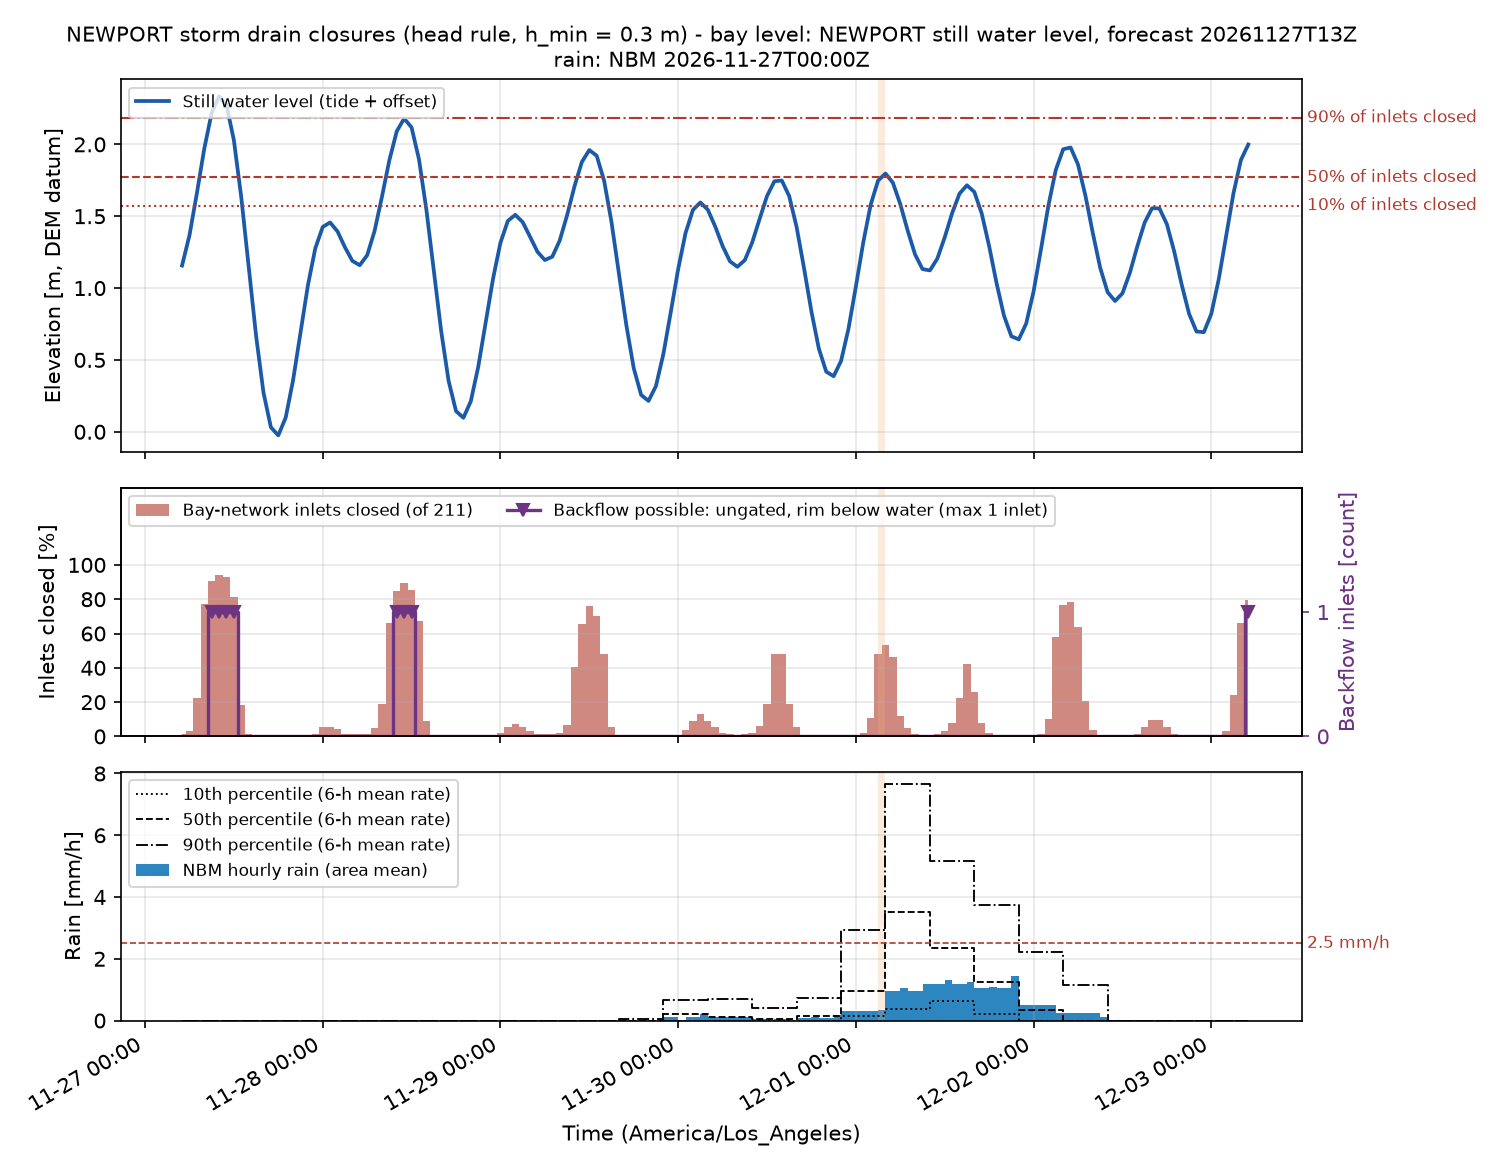 NEWPORT storm drain closures (head rule, h_min = 0.3 m) - bay level: NEWPORT still water level, forecast 20261127T13Z
rain: NBM 2026-11-27T00:00Z
Still water level (tide + offset)
Elevation [m, DEM datum]
2.0
1.5
1.0
0.5
0.0
90% of inlets closed
50% of inlets closed
10% of inlets closed
Bay-network inlets closed (of 211)
Backflow possible: ungated, rim below water (max 1 inlet)
Inlets closed [%]
100
80
60
40
20
0
Backflow inlets [count]
1
0
10th percentile (6-h mean rate)
50th percentile (6-h mean rate)
90th percentile (6-h mean rate)
NBM hourly rain (area mean)
Rain [mm/h]
8
6
4
2
0
2.5 mm/h
11-27 00:00
11-28 00:00
11-29 00:00
11-30 00:00
12-01 00:00
12-02 00:00
12-03 00:00
Time (America/Los_Angeles)